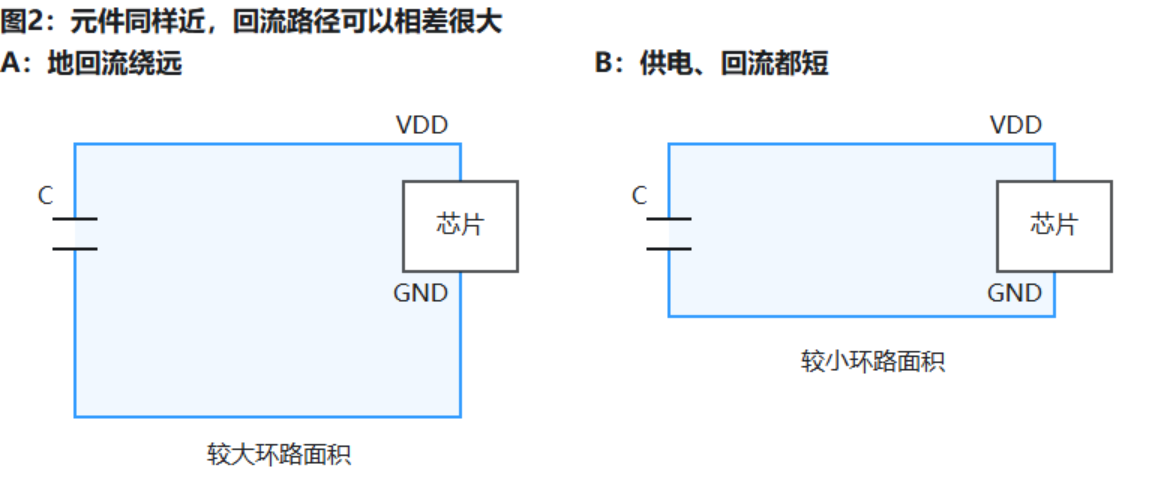 图2：元件同样近，回流路径可以相差很大
A：地回流绕远
B：供电、回流都短
VDD
C
芯片
GND
较大环路面积
VDD
C
芯片
GND
较小环路面积